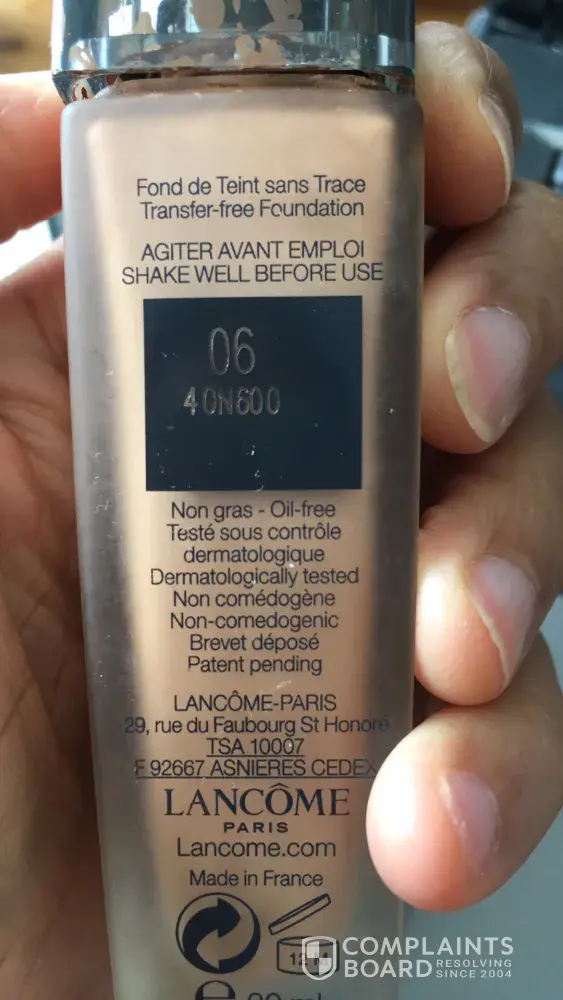 Fond de Teint sans Trace
Transfer-free Foundation
AGITER AVANT EMPLOI
SHAKE WELL BEFORE USE
06
40N600
Non gras - Oil-free
Testé sous contrôle
dermatologique
Dermatologically tested
Non comédogène
Non-comedogenic
Brevet déposé
Patent pending
LANCÔME-PARIS
29, rue du Faubourg St Honoré
TSA 10007
F 92667 ASNIERES CEDEX
LANCÔME
PARIS
Lancome.com
Made in France
12 M
COMPLAINTS
BOARD
RESOLVING
SINCE 2004